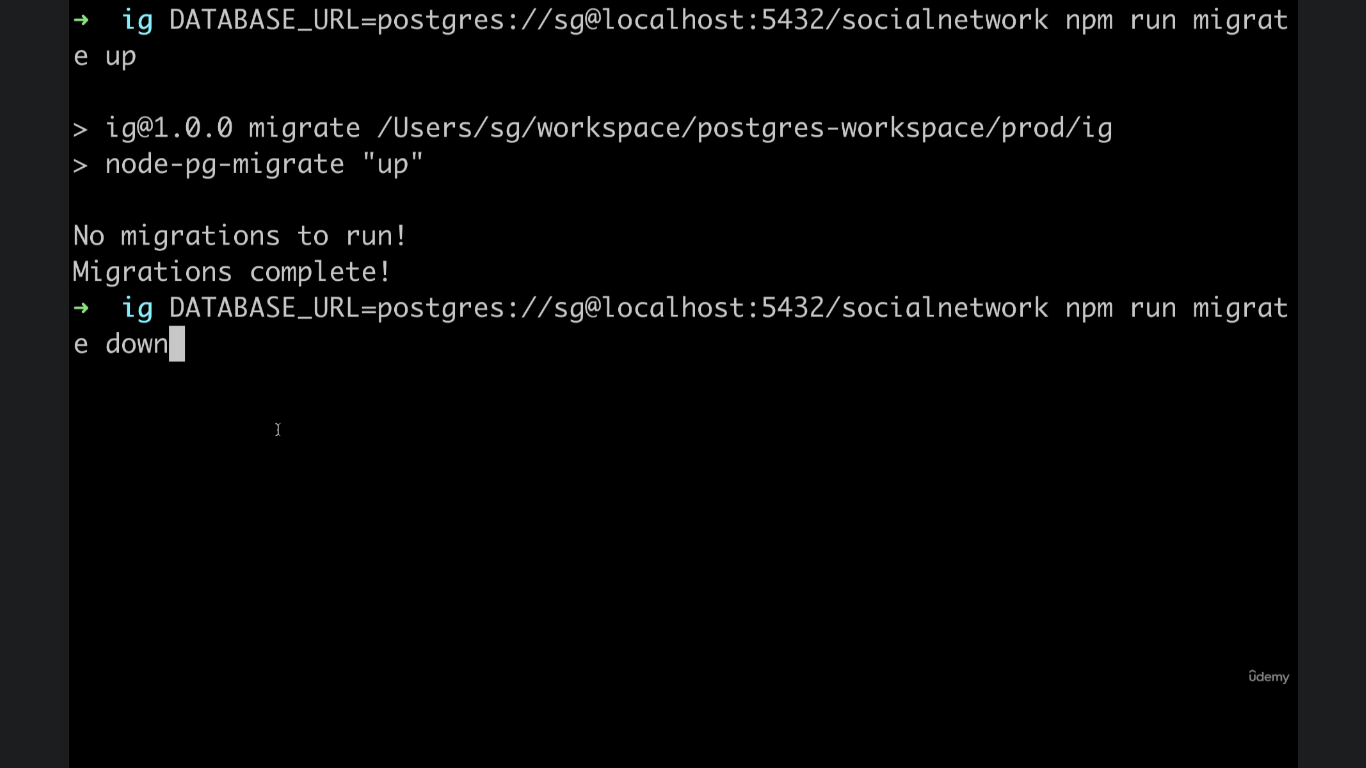 → ig DATABASE_URL=postgres://sg@localhost:5432/socialnetwork npm run migrat
e up
> ig@1.0.0 migrate /Users/sg/workspace/postgres-workspace/prod/ig
> node-pg-migrate "up"
No migrations to run!
Migrations complete!
→ ig DATABASE_URL=postgres://sg@localhost:5432/socialnetwork npm run migrat
e down
ûdemy